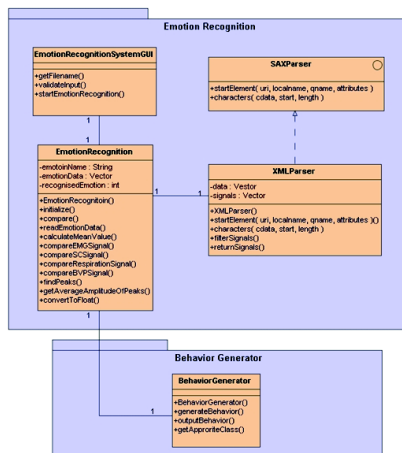 Emotion Recognition
EmotionRecognitionSystemGUI
+getFilename()
+validateInput()
+startEmotionRecognition()
SAXParser
+startElement( uri, localname, qname, attributes )
+characters( cdata, start, length )
1
1
EmotionRecognition
-emotoinName : String
-emotionData : Vector
-recognisedEmotion : int
+EmotionRecognitoin()
+initialize()
+compare()
+readEmotionData()
+calculateMeanValue()
+compareEMGSignal()
+compareSCSignal()
+compareRespirationSignal()
+compareBVPSignal()
+findPeaks()
+getAverageAmplitudeOfPeaks()
+convertToFloat()
1
1
XMLParser
-data : Vestor
-signals : Vector
+XMLParser()
+startElement( uri, localname, qname, attributes )()
+characters( cdata, start, length )
+filterSignals()
+returnSignals()
1
Behavior Generator
1
BehaviorGenerator
+BehaviorGenerator()
+generateBehavior()
+outputBehavior()
+getApproriteClass()